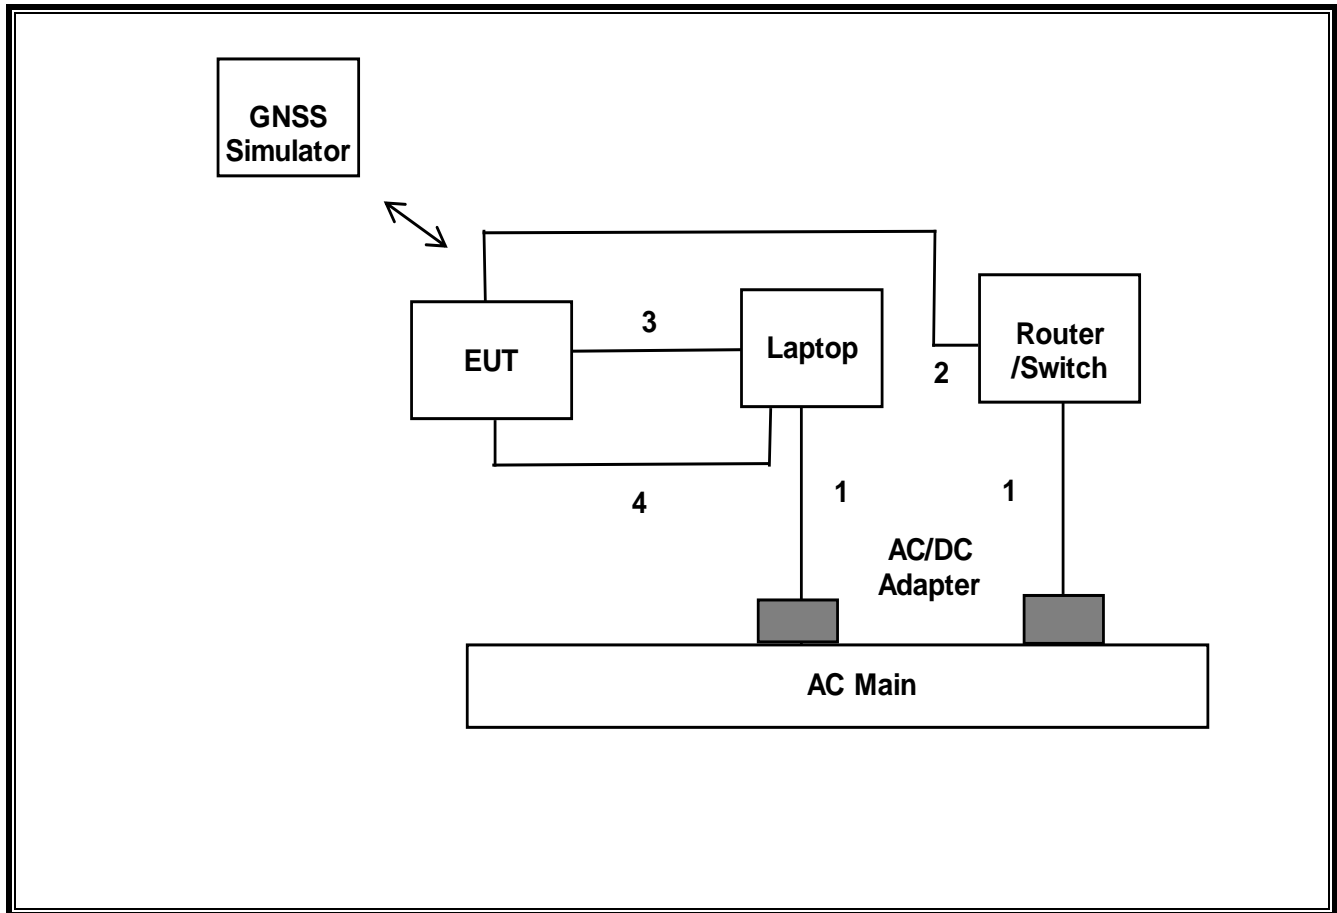 GNSS
Simulator
3
EUT
Laptop
2
Router
/Switch
4
1
1
AC/DC
Adapter
AC Main